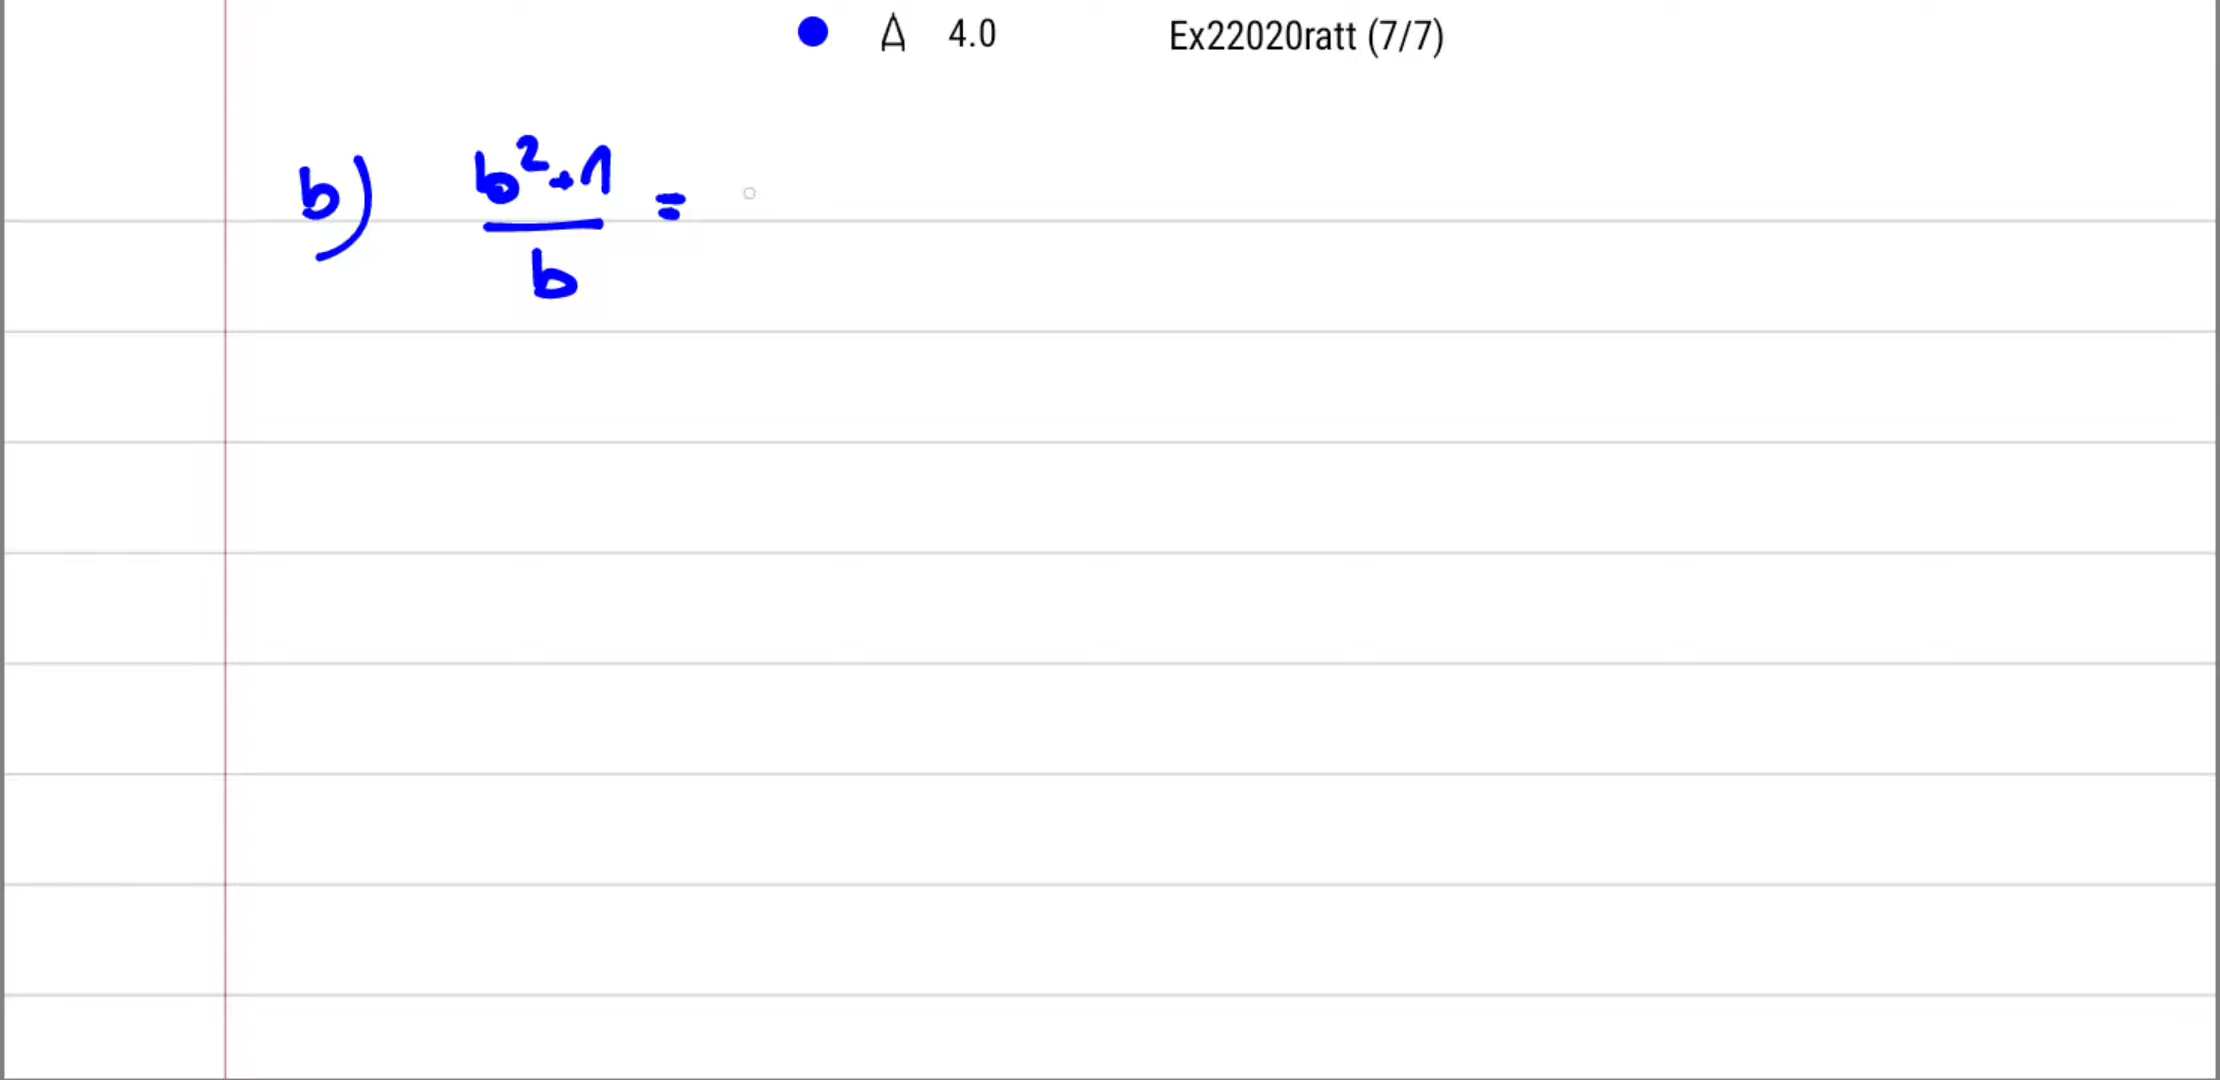 Δ 4.0 Ex22020ratt (7/7)
b) b²+1 =
b